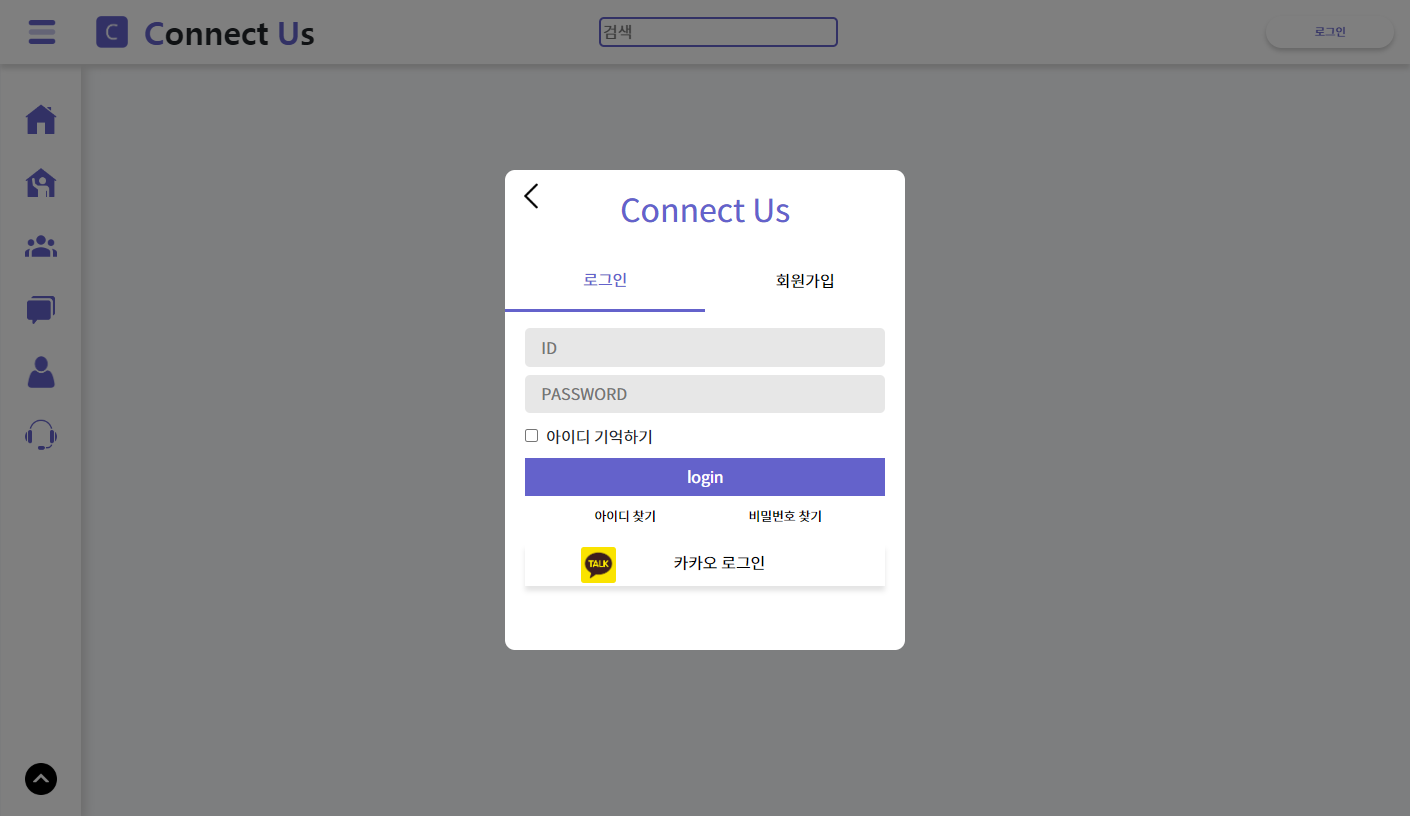 C Connect Us
검색
로그인
Connect Us
로그인
회원가입
ID
PASSWORD
아이디 기억하기
login
아이디 찾기
비밀번호 찾기
TALK
카카오 로그인